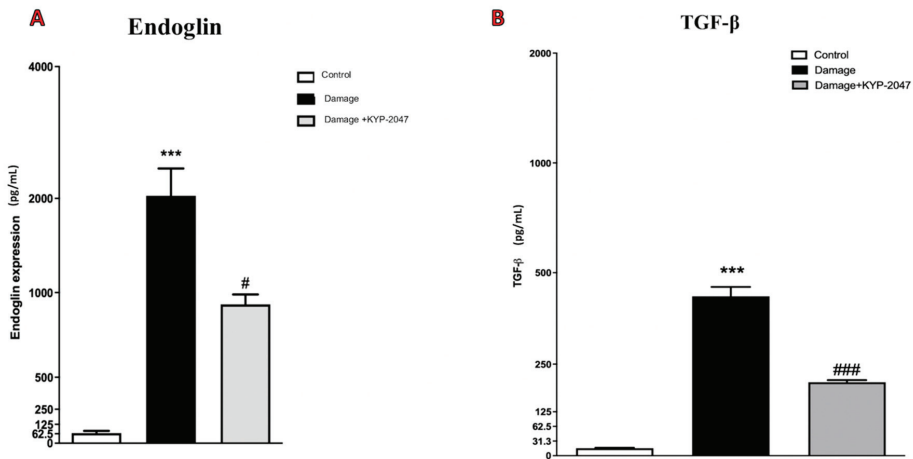 A
Endoglin
Endoglin expression (pg/mL)
4000
2000
1000
500
250
125
62.5
0
Control
Damage
Damage +KYP-2047
***
#
B
TGF-β
TGF-β (pg/mL)
2000
1000
500
250
125
62.5
31.3
0
Control
Damage
Damage+KYP-2047
***
###